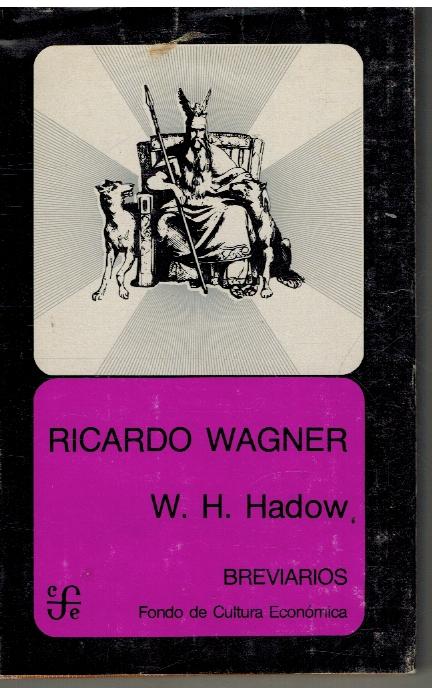 RICARDO WAGNER
W. H. Hadow
BREVIARIOS
Fondo de Cultura Económica
c f e